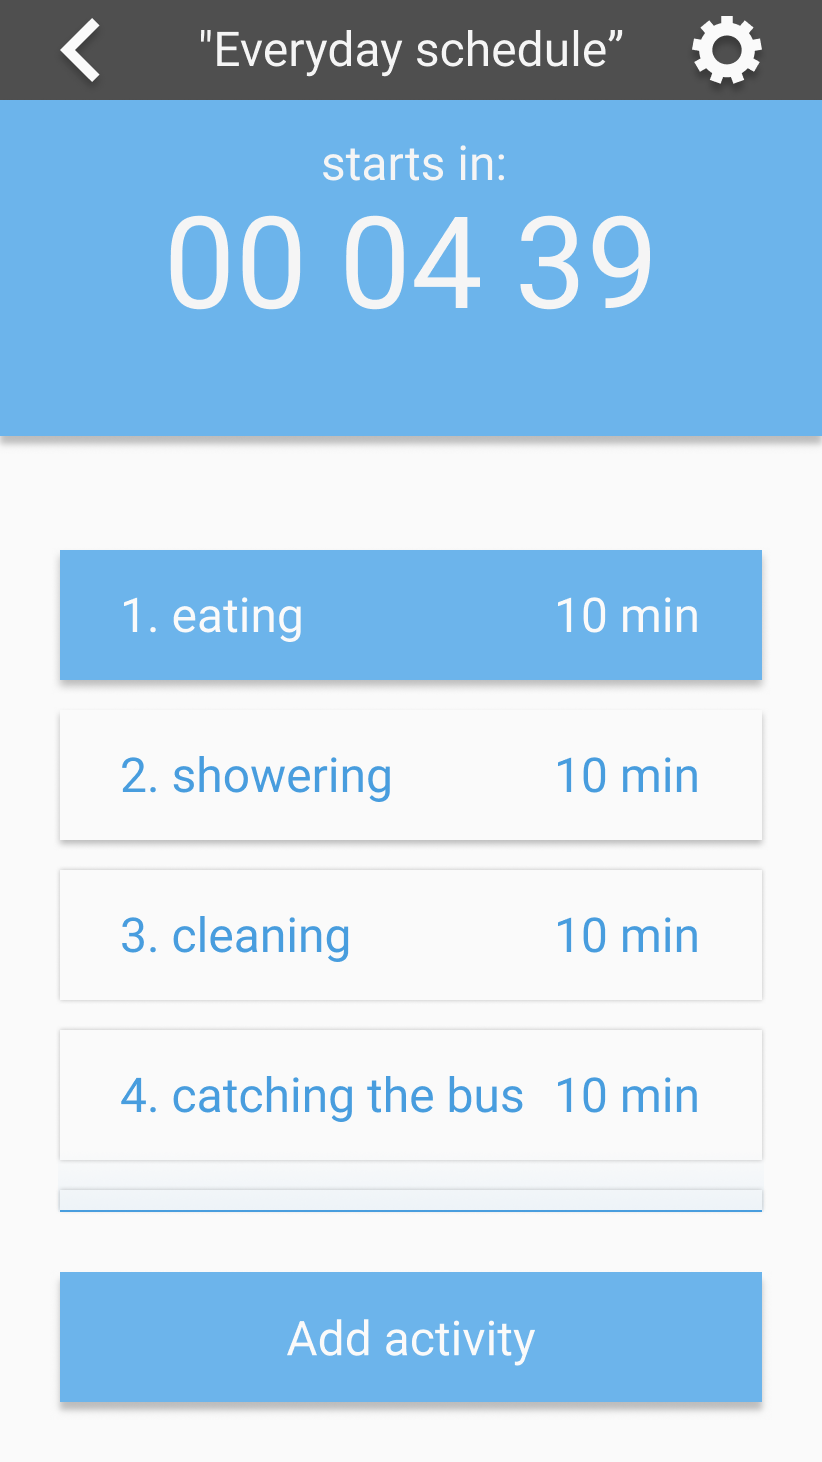 "Everyday schedule”
starts in:
00 04 39
1. eating 10 min
2. showering 10 min
3. cleaning 10 min
4. catching the bus 10 min
Add activity